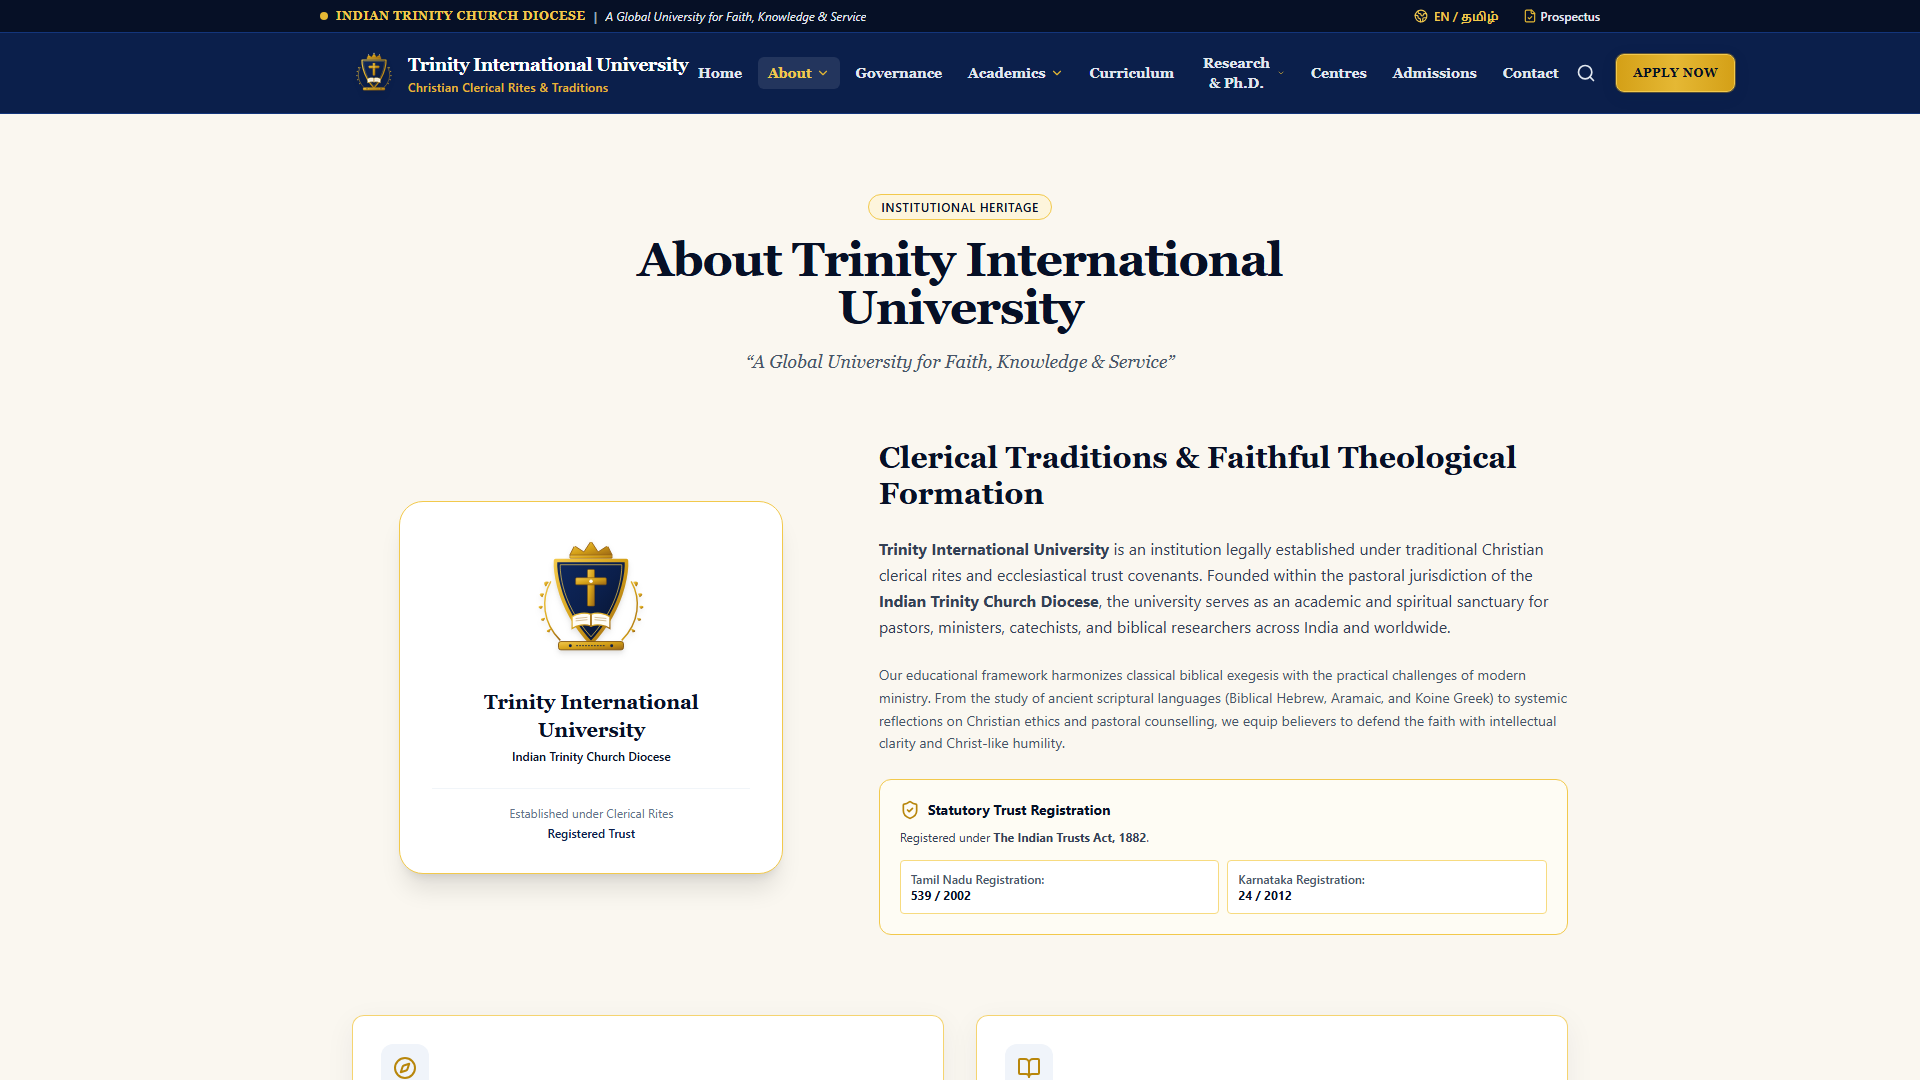 INDIAN TRINITY CHURCH DIOCESE | A Global University for Faith, Knowledge & Service
EN / தமிழ் Prospectus
Trinity International University
Christian Clerical Rites & Traditions
Home About Governance Academics Curriculum Research & Ph.D. Centres Admissions Contact APPLY NOW
INSTITUTIONAL HERITAGE
About Trinity International
University
“A Global University for Faith, Knowledge & Service”
Trinity International
University
Indian Trinity Church Diocese
Established under Clerical Rites
Registered Trust
Clerical Traditions & Faithful Theological
Formation
Trinity International University is an institution legally established under traditional Christian
clerical rites and ecclesiastical trust covenants. Founded within the pastoral jurisdiction of the
Indian Trinity Church Diocese, the university serves as an academic and spiritual sanctuary for
pastors, ministers, catechists, and biblical researchers across India and worldwide.
Our educational framework harmonizes classical biblical exegesis with the practical challenges of modern
ministry. From the study of ancient scriptural languages (Biblical Hebrew, Aramaic, and Koine Greek) to systemic
reflections on Christian ethics and pastoral counselling, we equip believers to defend the faith with intellectual
clarity and Christ-like humility.
Statutory Trust Registration
Registered under The Indian Trusts Act, 1882.
Tamil Nadu Registration:
539 / 2002
Karnataka Registration:
24 / 2012